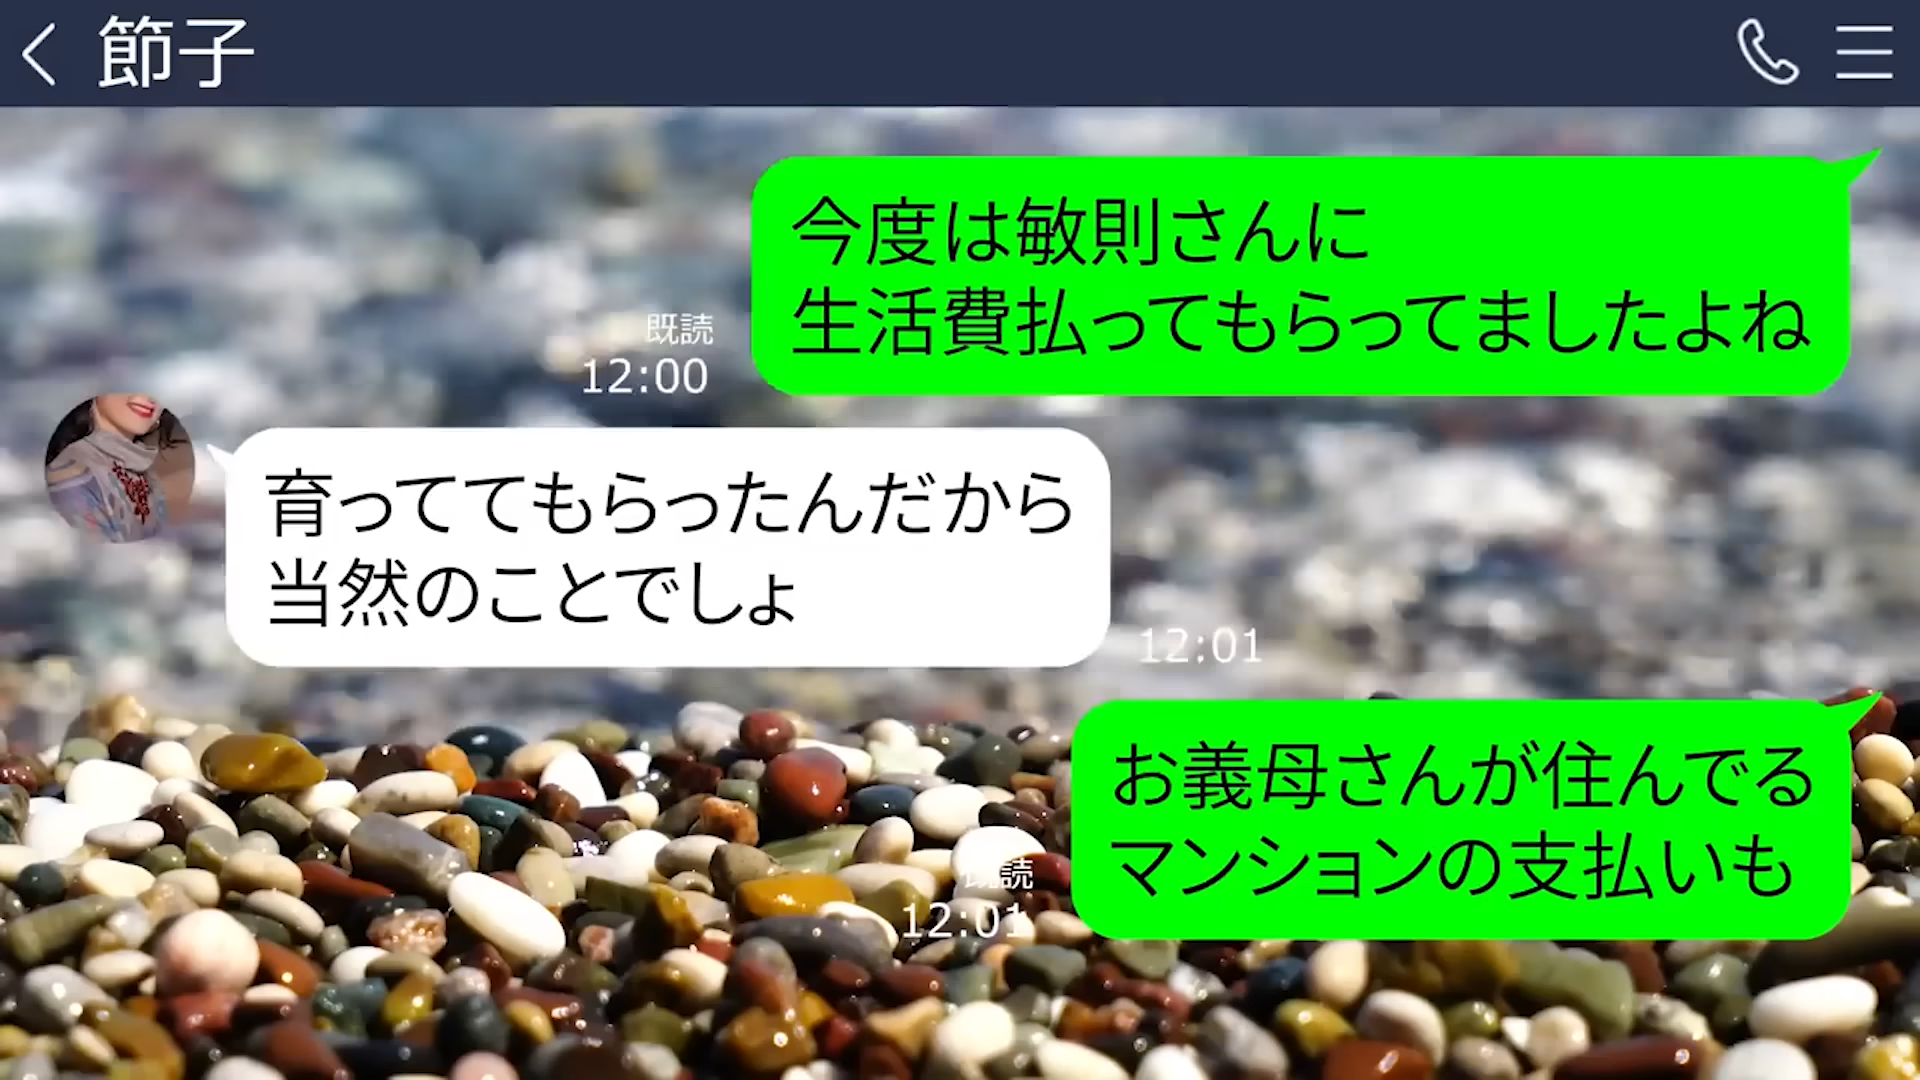 節子
今度は敏則さんに
生活費払ってもらってましたよね
既読
12:00
育っててもらったんだから
当然のことでしょ
12:01
お義母さんが住んでる
マンションの支払いも
既読
12:01